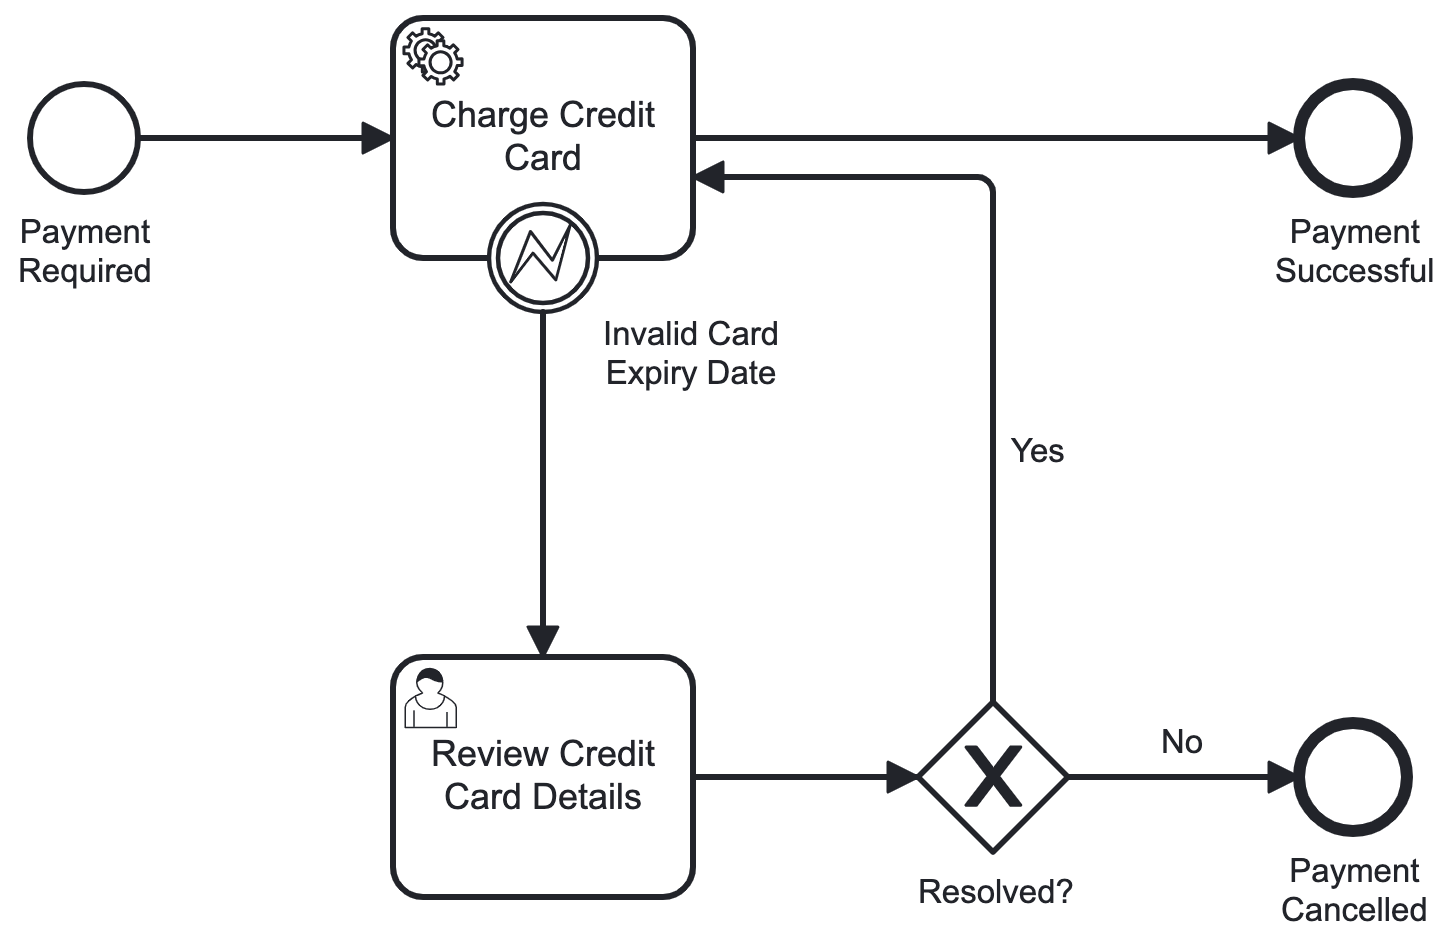 Charge Credit
Card
Payment
Required
Payment
Successful
Invalid Card
Expiry Date
Yes
Review Credit
Card Details
No
Resolved?
Payment
Cancelled